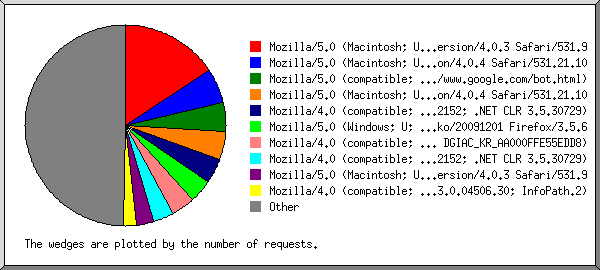 Mozilla/5.0 (Macintosh; U...ersion/4.0.3 Safari/531.9
Mozilla/5.0 (Macintosh; U...on/4.0.4 Safari/531.21.10
Mozilla/5.0 (compatible; .../www.google.com/bot.html)
Mozilla/5.0 (Macintosh; U...on/4.0.4 Safari/531.21.10
Mozilla/4.0 (compatible; ...2152; .NET CLR 3.5.30729)
Mozilla/5.0 (Windows; U; ...ko/20091201 Firefox/3.5.6
Mozilla/4.0 (compatible; ... DGIAC_KR_AA000FFE55EDD8)
Mozilla/4.0 (compatible; ...2152; .NET CLR 3.5.30729)
Mozilla/5.0 (Macintosh; U...ersion/4.0.3 Safari/531.9
Mozilla/4.0 (compatible; ...3.0.04506.30; InfoPath.2)
Other
The wedges are plotted by the number of requests.